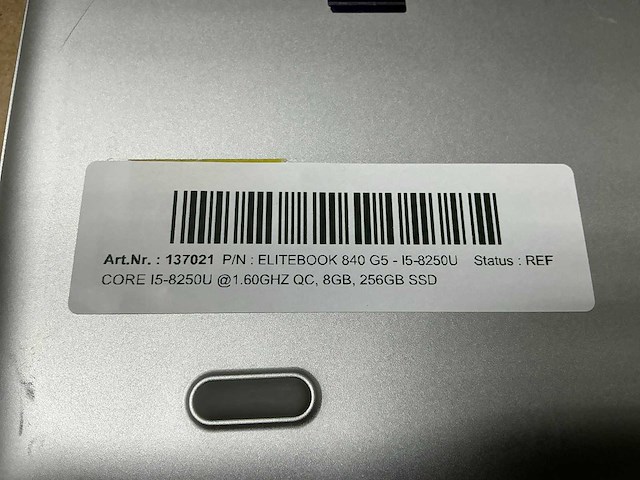 Art.Nr. : 137021 P/N : ELITEBOOK 840 G5 - I5-8250U Status : REF
CORE I5-8250U @1.60GHZ QC, 8GB, 256GB SSD